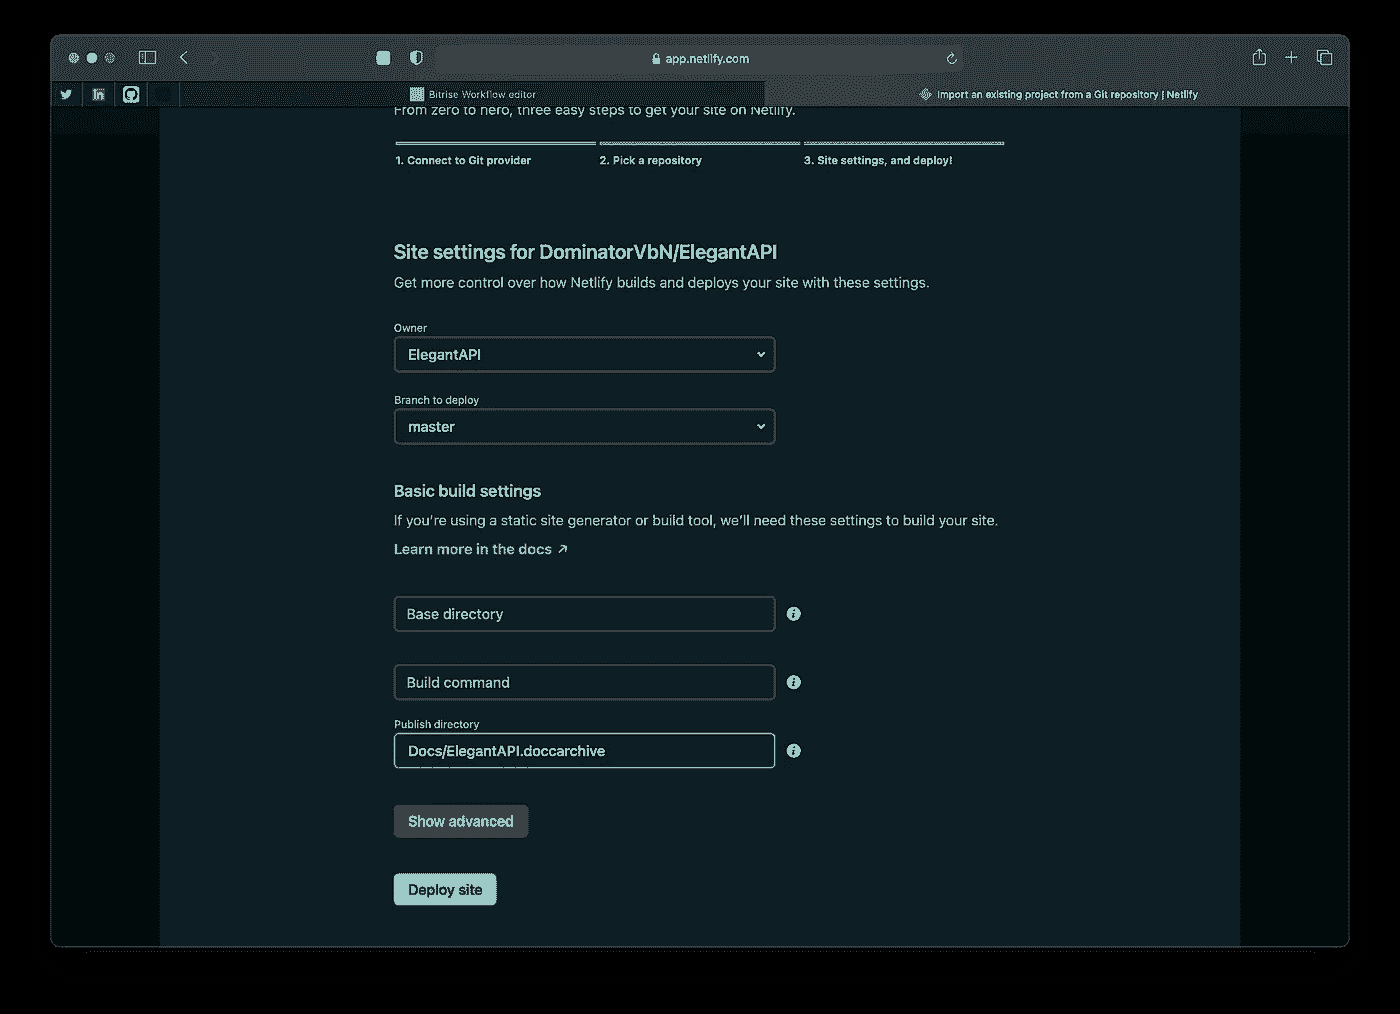 app.netlify.com
Bitrise Workflow editor
Import an existing project from a Git repository | Netlify
From zero to hero, three easy steps to get your site on Netlify.
1. Connect to Git provider
2. Pick a repository
3. Site settings, and deploy!
Site settings for DominatorVbN/ElegantAPI
Get more control over how Netlify builds and deploys your site with these settings.
Owner
ElegantAPI
Branch to deploy
master
Basic build settings
If you're using a static site generator or build tool, we'll need these settings to build your site.
Learn more in the docs ↗
Base directory
Build command
Publish directory
Docs/ElegantAPI.doccarchive
Show advanced
Deploy site